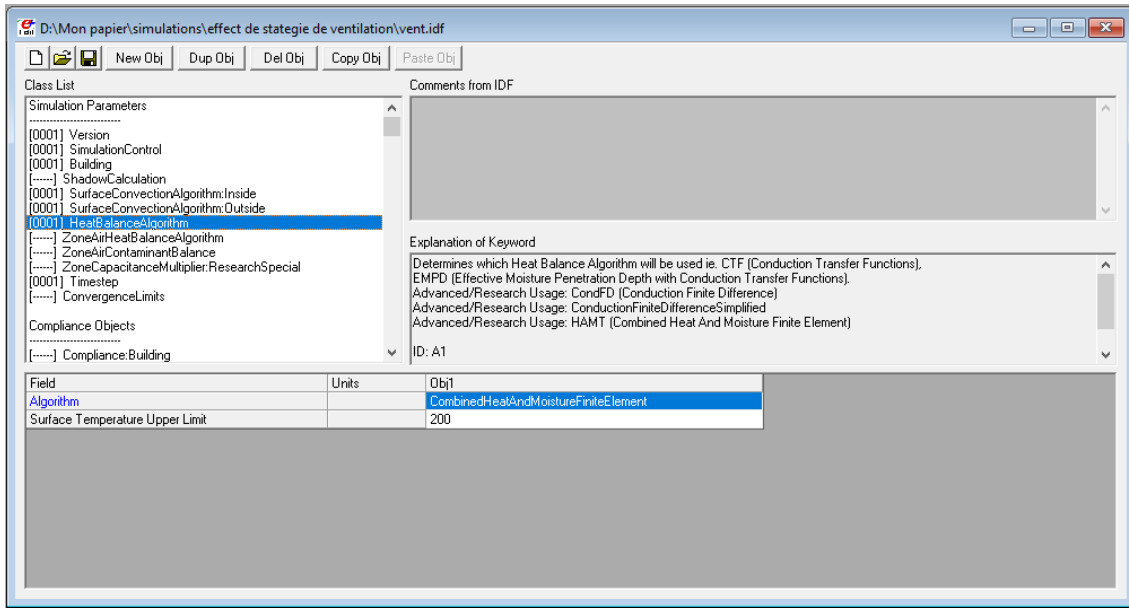 D:\Mon papier\simulations\effect de stategie de ventilation\vent.idf
New Obj Dup Obj Del Obj Copy Obj Paste Obj
Class List
Comments from IDF
Simulation Parameters
---------------------------
[0001] Version
[0001] SimulationControl
[0001] Building
[------] ShadowCalculation
[0001] SurfaceConvectionAlgorithm:Inside
[0001] SurfaceConvectionAlgorithm:Outside
[0001] HeatBalanceAlgorithm
[------] ZoneAirHeatBalanceAlgorithm
[------] ZoneAirContaminantBalance
[------] ZoneCapacitanceMultiplier:ResearchSpecial
[0001] Timestep
[------] ConvergenceLimits
Compliance Objects
---------------------------
[------] Compliance:Building
Explanation of Keyword
Determines which Heat Balance Algorithm will be used ie. CTF (Conduction Transfer Functions),
EMPD (Effective Moisture Penetration Depth with Conduction Transfer Functions).
Advanced/Research Usage: CondFD (Conduction Finite Difference)
Advanced/Research Usage: ConductionFiniteDifferenceSimplified
Advanced/Research Usage: HAMT (Combined Heat And Moisture Finite Element)
ID: A1
Field Units Obj1
Algorithm CombinedHeatAndMoistureFiniteElement
Surface Temperature Upper Limit 200